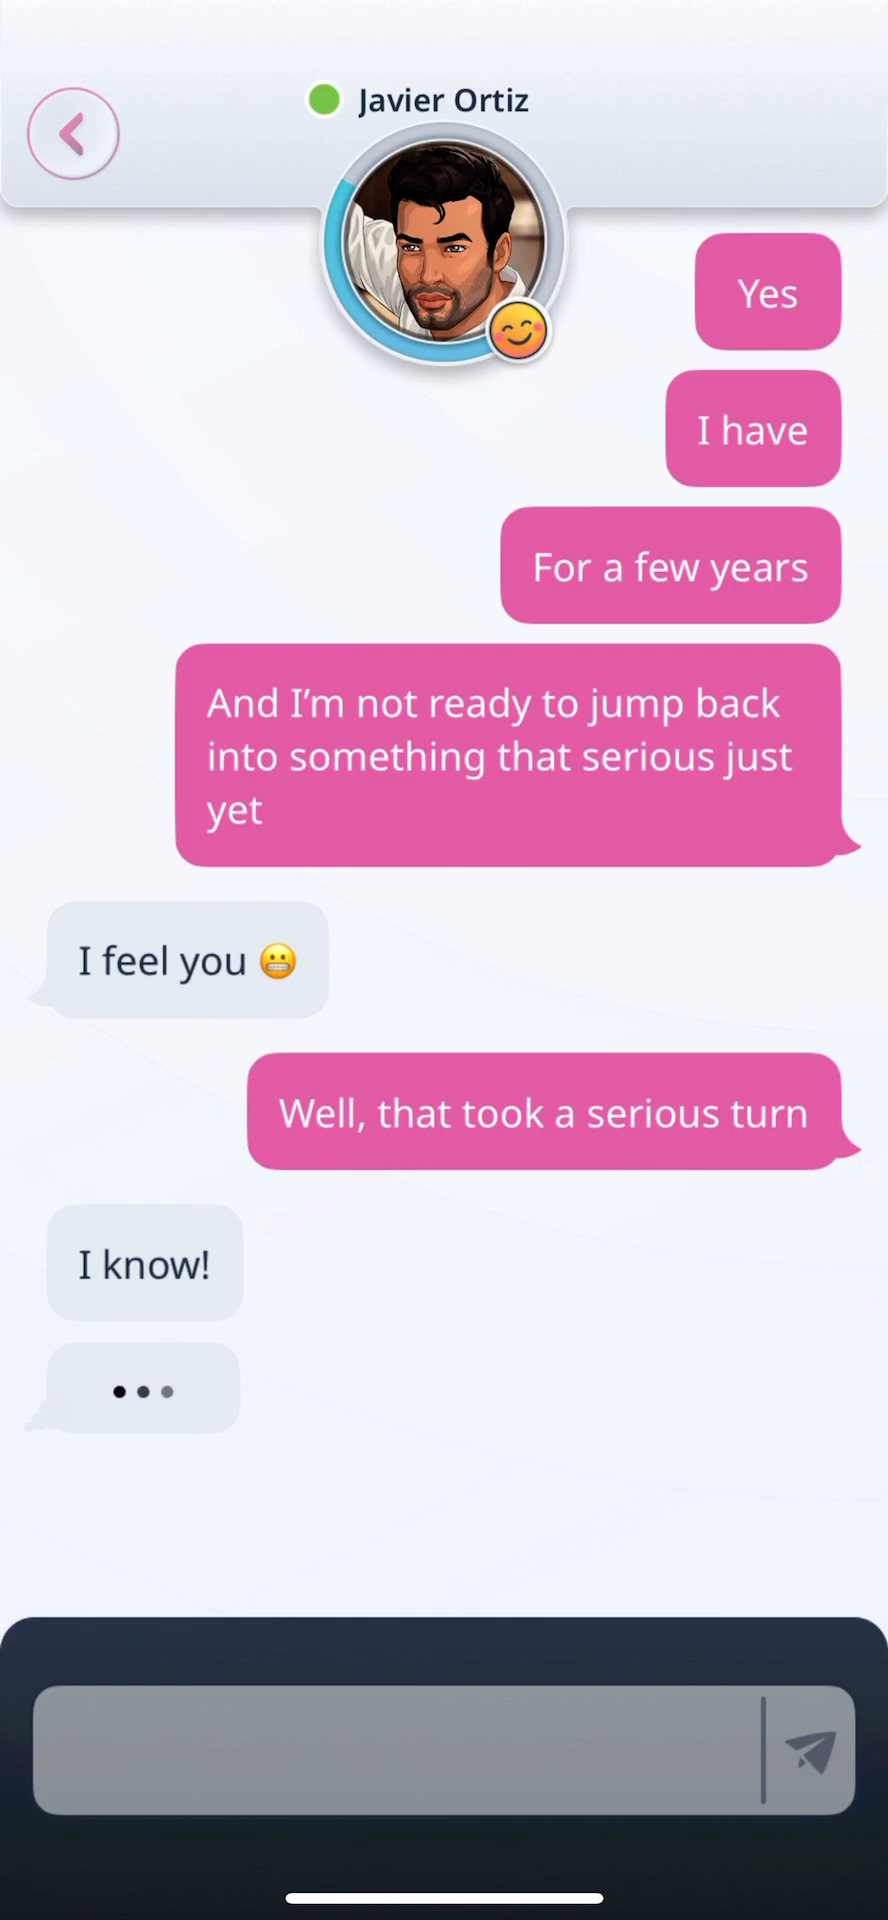 Javier Ortiz
Yes
I have
For a few years
And I’m not ready to jump back
into something that serious just
yet
I feel you 😬
Well, that took a serious turn
I know!